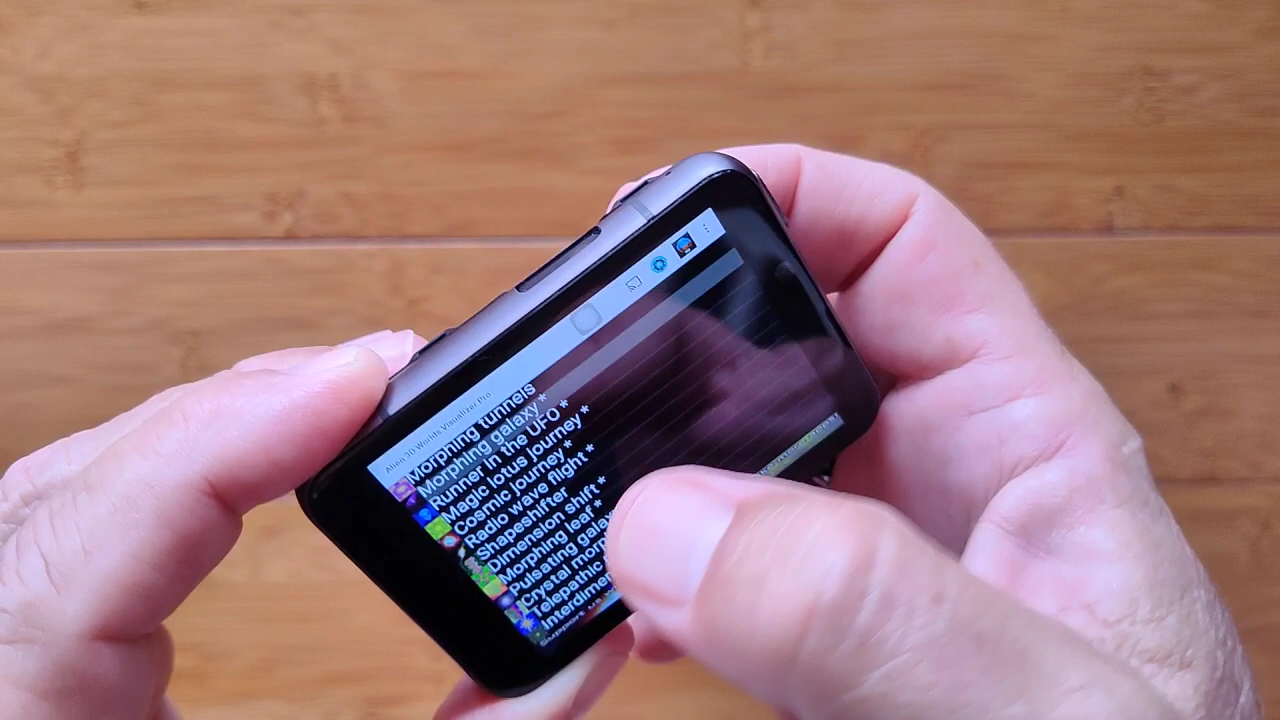 Alien 3D Worlds Visualizer Pro
Morphing tunnels
Morphing galaxy *
Runner in the UFO *
Magic lotus journey *
Cosmic journey *
Radio wave flight *
Shapeshifter
Dimension shift *
Morphing leaf *
Pulsating
Crystal
Telepathic
Support